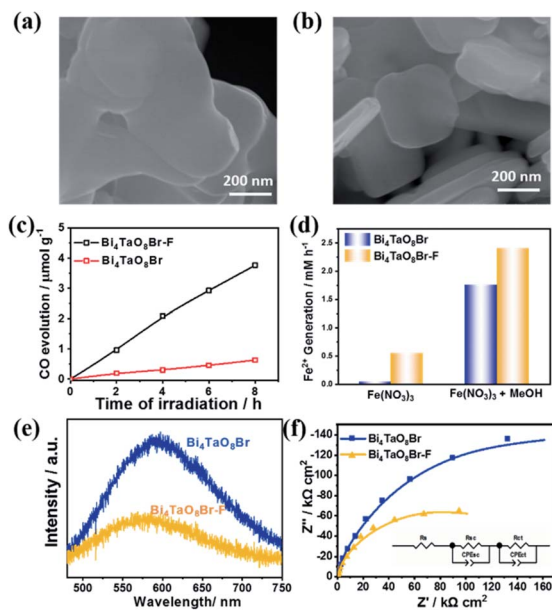 (a)
200 nm
(b)
200 nm
(c)
CO evolution / μmol g⁻¹
5
4
3
2
1
0
Bi₄TaO₈Br-F
Bi₄TaO₈Br
0 2 4 6 8
Time of irradiation / h
(d)
Fe²⁺ Generation / mM h⁻¹
2.5
2.0
1.5
1.0
0.5
0.0
Bi₄TaO₈Br
Bi₄TaO₈Br-F
Fe(NO₃)₃ Fe(NO₃)₃ + MeOH
(e)
Intensity / a.u.
Bi₄TaO₈Br
Bi₄TaO₈Br-F
500 550 600 650 700 750
Wavelength/ nm
(f)
Z'' / kΩ cm²
-140
-120
-100
-80
-60
-40
-20
0
Bi₄TaO₈Br
Bi₄TaO₈Br-F
Rs Rsc Rct
CPEsc CPEct
0 20 40 60 80 100 120 140 160
Z' / kΩ cm²